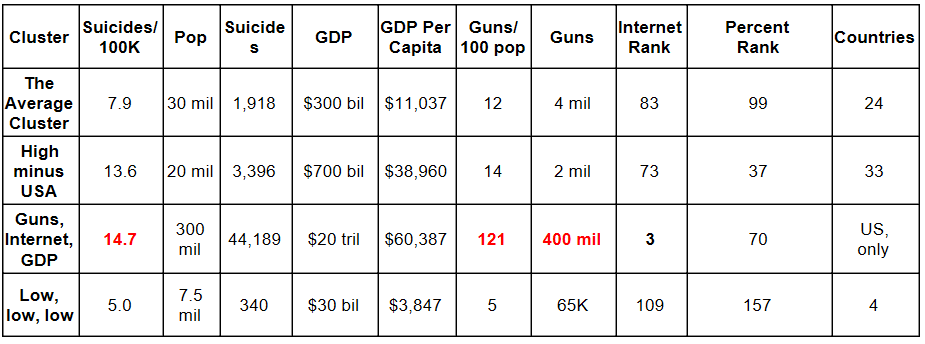 Cluster Suicides/ 100K Pop Suicide s GDP GDP Per Capita Guns/ 100 pop Guns Internet Rank Percent Rank Countries
The Average Cluster 7.9 30 mil 1,918 $300 bil $11,037 12 4 mil 83 99 24
High minus USA 13.6 20 mil 3,396 $700 bil $38,960 14 2 mil 73 37 33
Guns, Internet, GDP 14.7 300 mil 44,189 $20 tril $60,387 121 400 mil 3 70 US, only
Low, low, low 5.0 7.5 mil 340 $30 bil $3,847 5 65K 109 157 4